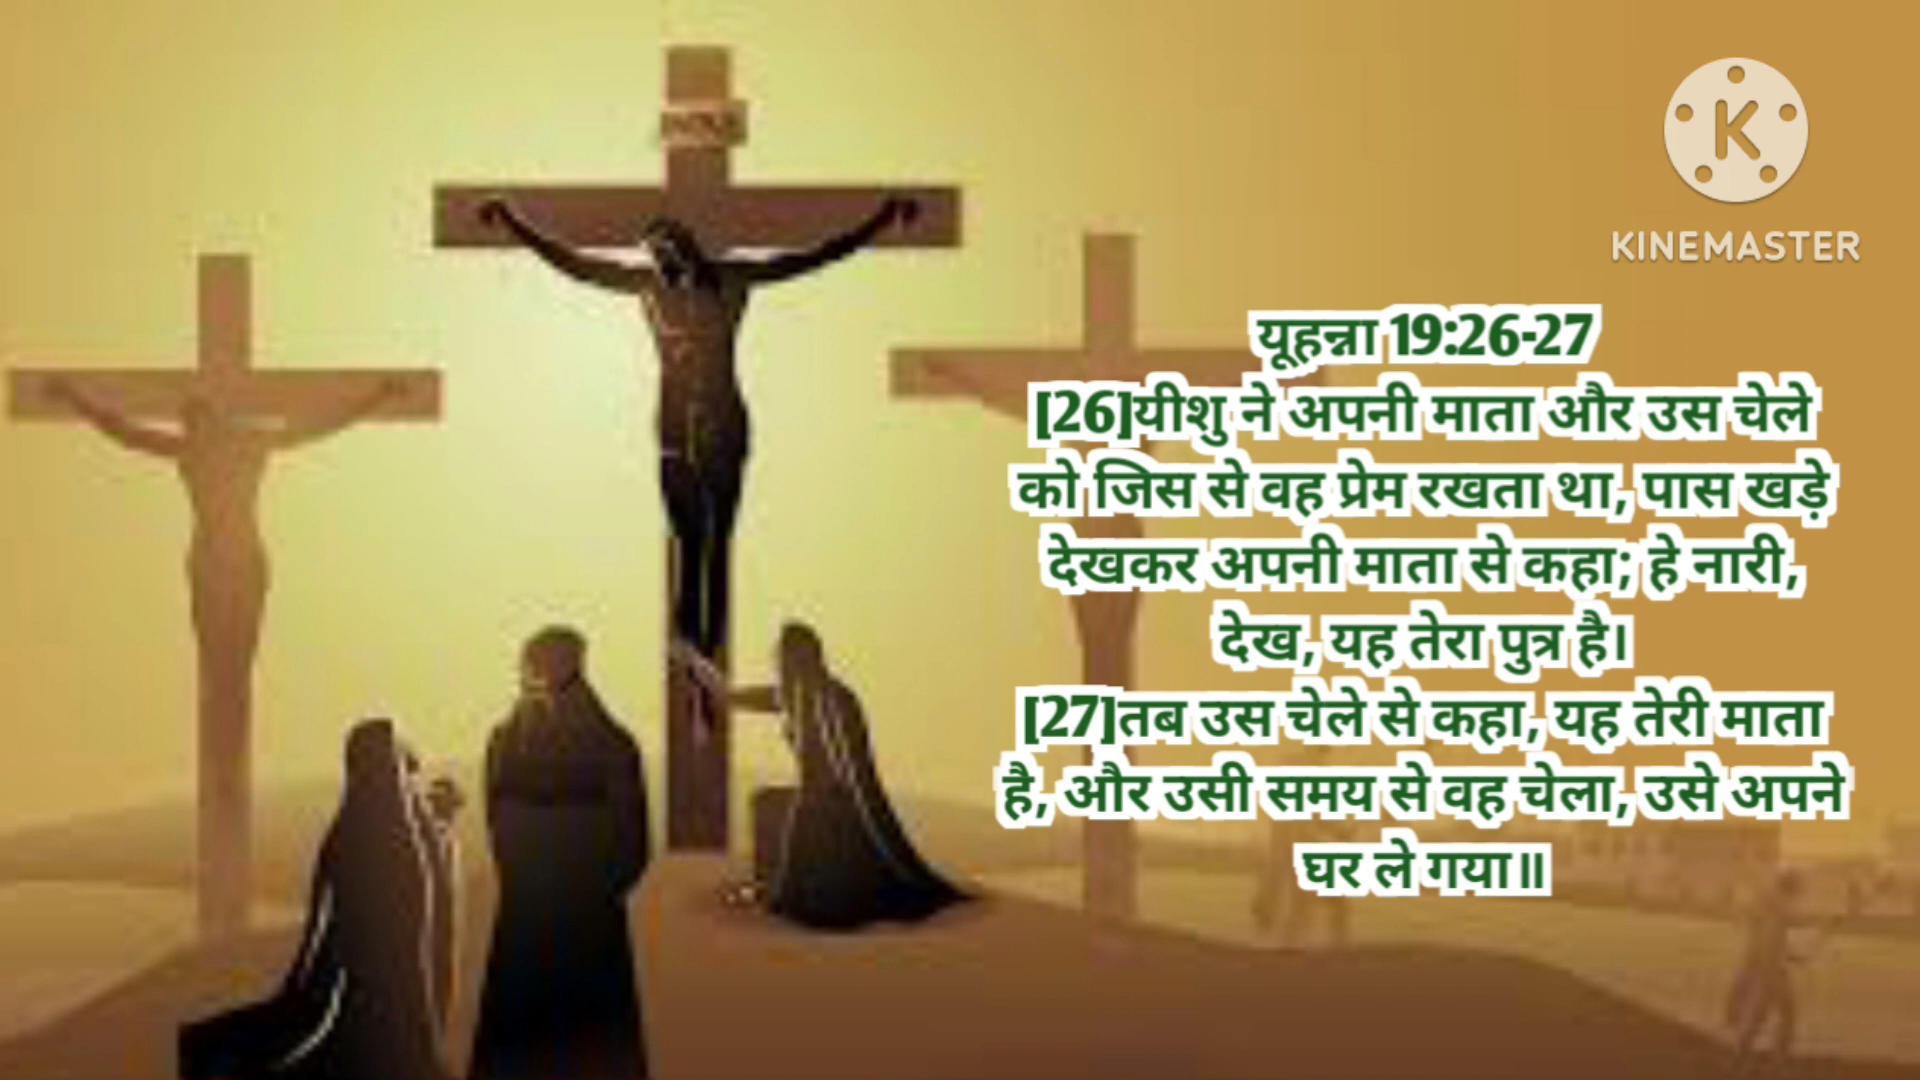 KINEMASTER
यूहन्ना 19:26-27
[26]यीशु ने अपनी माता और उस चेले
को जिस से वह प्रेम रखता था, पास खड़े
देखकर अपनी माता से कहा; हे नारी,
देख, यह तेरा पुत्र है।
[27]तब उस चेले से कहा, यह तेरी माता
है, और उसी समय से वह चेला, उसे अपने
घर ले गया॥